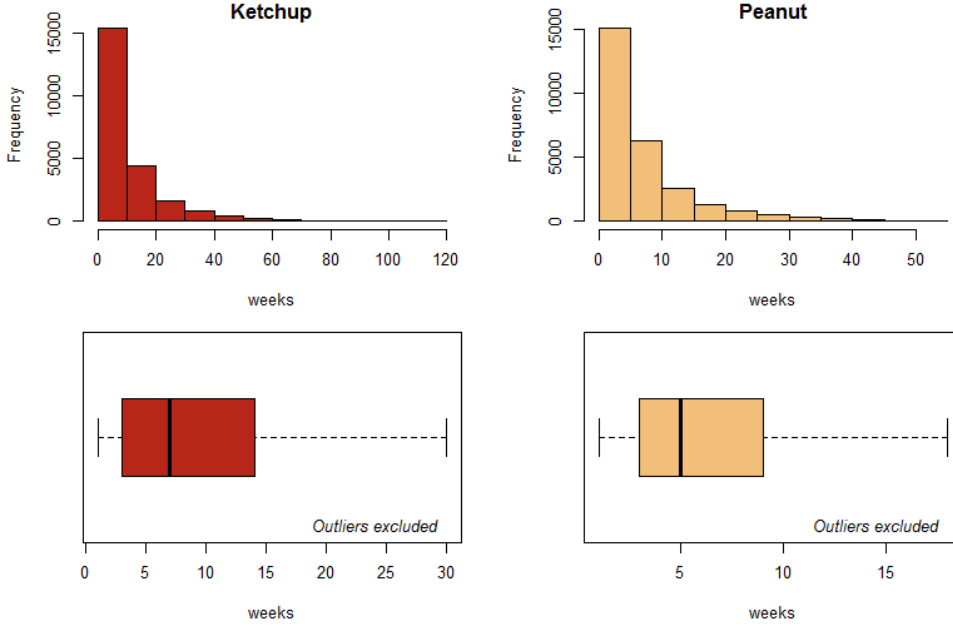 Ketchup
Frequency
0
5000
10000
15000
0 20 40 60 80 100 120
weeks
Peanut
Frequency
0
5000
10000
15000
0 10 20 30 40 50
weeks
Outliers excluded
0 5 10 15 20 25 30
weeks
Outliers excluded
5 10 15
weeks